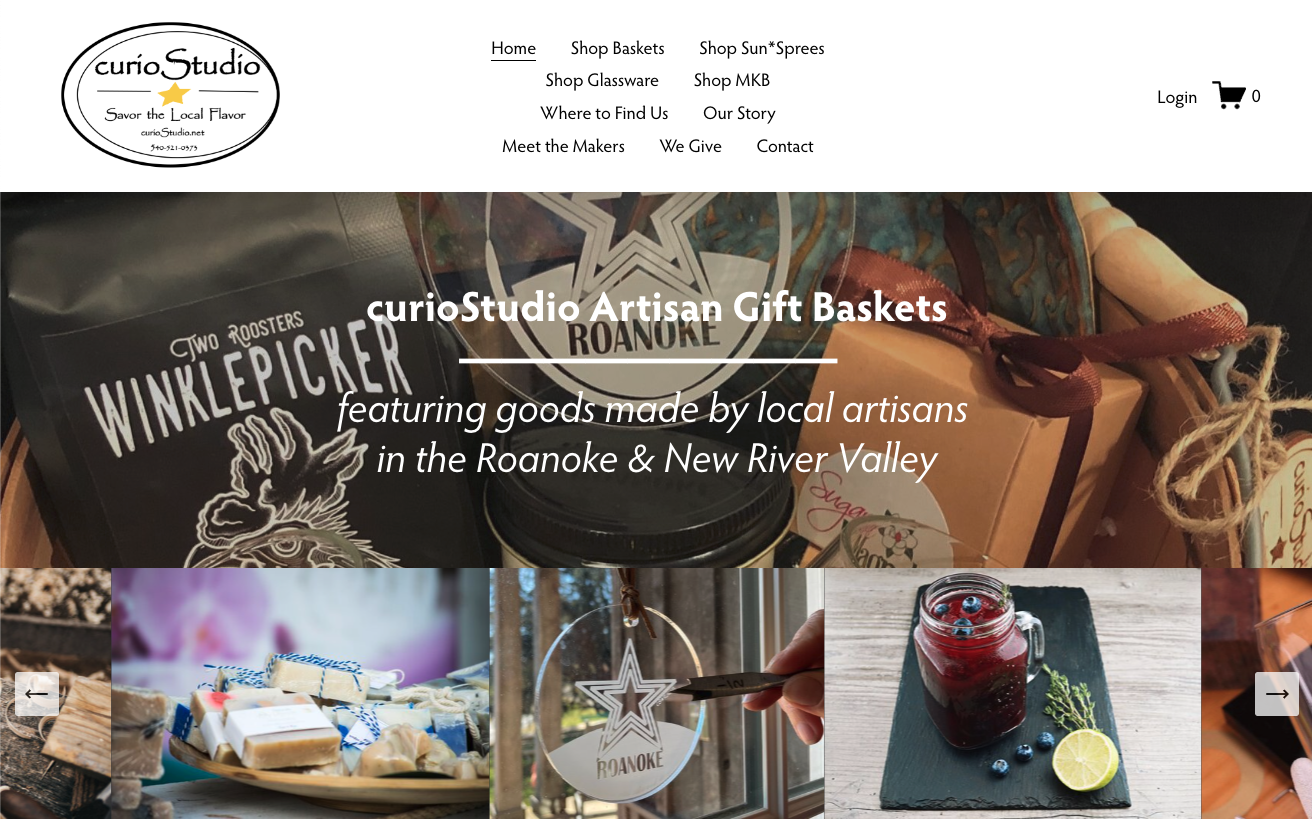 curioStudio
Savor the Local Flavor
curioStudio.net
540-521-0373
Home Shop Baskets Shop Sun*Sprees
Shop Glassware Shop MKB
Where to Find Us Our Story
Meet the Makers We Give Contact
Login 0
TWO ROOSTERS
WINKLEPICKER
ROANOKE
curioStudio Artisan Gift Baskets
featuring goods made by local artisans
in the Roanoke & New River Valley
Sugar
ROANOKE